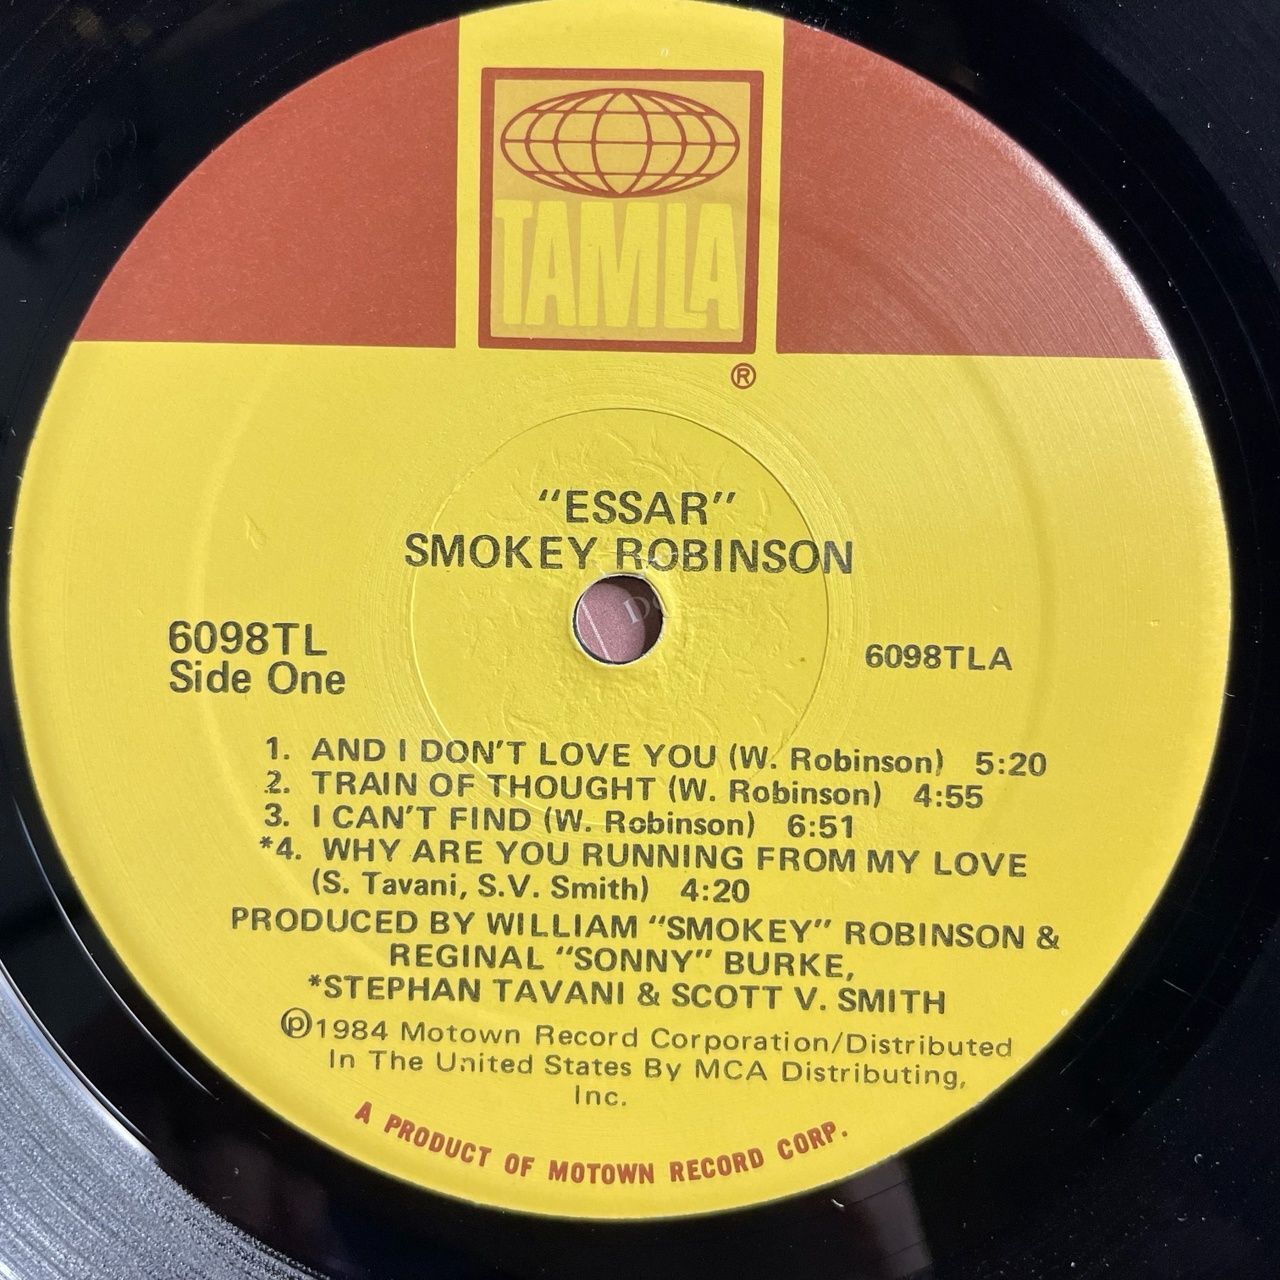 TAMLA
®
"ESSAR"
SMOKEY ROBINSON
6098TL
Side One
6098TLA
1. AND I DON'T LOVE YOU (W. Robinson) 5:20
2. TRAIN OF THOUGHT (W. Robinson) 4:55
3. I CAN'T FIND (W. Robinson) 6:51
*4. WHY ARE YOU RUNNING FROM MY LOVE
(S. Tavani, S.V. Smith) 4:20
PRODUCED BY WILLIAM "SMOKEY" ROBINSON &
REGINAL "SONNY" BURKE,
*STEPHAN TAVANI & SCOTT V. SMITH
℗1984 Motown Record Corporation/Distributed
In The United States By MCA Distributing,
Inc.
A PRODUCT OF MOTOWN RECORD CORP.